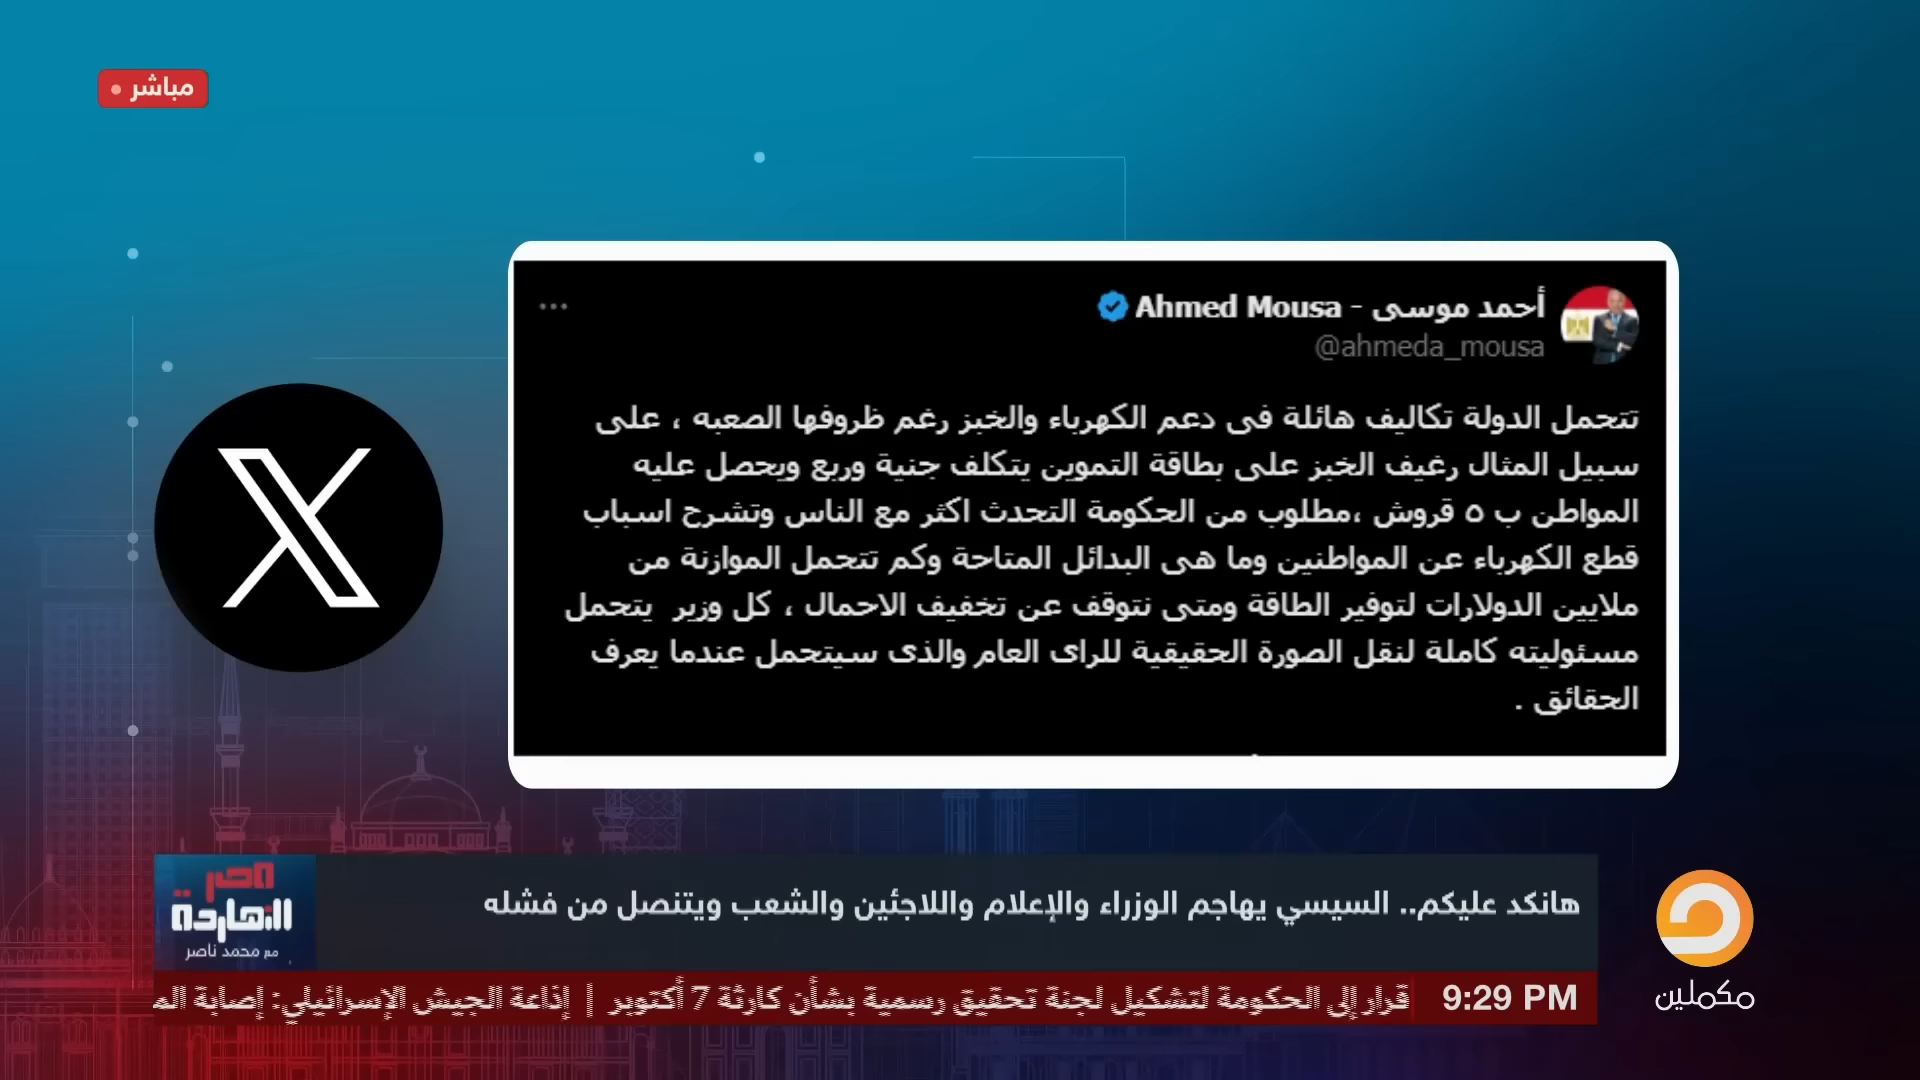 مباشر
أحمد موسى - Ahmed Mousa
@ahmeda_mousa
تتحمل الدولة تكاليف هائلة فى دعم الكهرباء والخبز رغم ظروفها الصعبه ، على
سبيل المثال رغيف الخبز على بطاقة التموين يتكلف جنية وربع ويحصل عليه
المواطن ب ٥ قروش ،مطلوب من الحكومة التحدث اكثر مع الناس وتشرح اسباب
قطع الكهرباء عن المواطنين وما هى البدائل المتاحة وكم تتحمل الموازنة من
ملايين الدولارات لتوفير الطاقة ومتى نتوقف عن تخفيف الاحمال ، كل وزير يتحمل
مسئوليته كاملة لنقل الصورة الحقيقية للراى العام والذى سيتحمل عندما يعرف
الحقائق .
مصر
النهاردة
مع محمد ناصر
هانكد عليكم.. السيسي يهاجم الوزراء والإعلام واللاجئين والشعب ويتنصل من فشله
9:29 PM
قرار إلى الحكومة لتشكيل لجنة تحقيق رسمية بشأن كارثة 7 أكتوبر | إذاعة الجيش الإسرائيلي: إصابة
مكملين